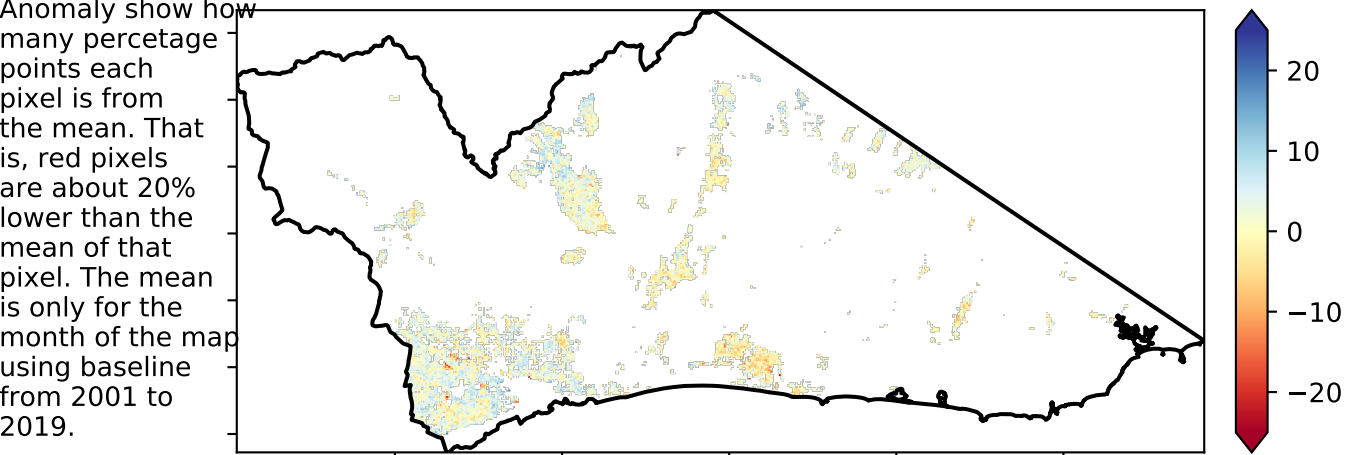 Anomaly show how
many percetage
points each
pixel is from
the mean. That
is, red pixels
are about 20%
lower than the
mean of that
pixel. The mean
is only for the
month of the map
using baseline
from 2001 to
2019.
20
10
0
−10
−20